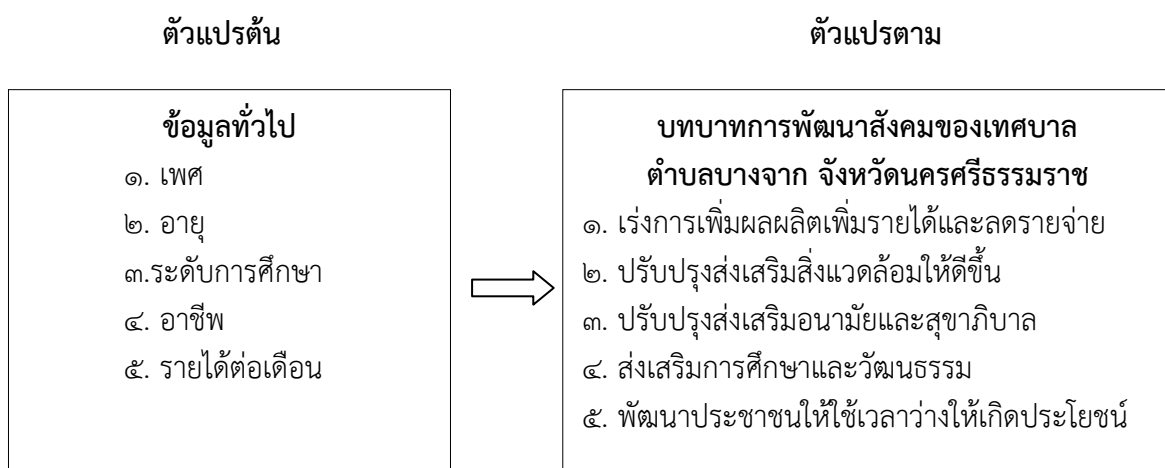 ตัวแปรต้น
ตัวแปรตาม
ข้อมูลทั่วไป
๑. เพศ
๒. อายุ
๓.ระดับการศึกษา
๔. อาชีพ
๕. รายได้ต่อเดือน
บทบาทการพัฒนาสังคมของเทศบาล
ตำบลบางจาก จังหวัดนครศรีธรรมราช
๑. เร่งการเพิ่มผลผลิตเพิ่มรายได้และลดรายจ่าย
๒. ปรับปรุงส่งเสริมสิ่งแวดล้อมให้ดีขึ้น
๓. ปรับปรุงส่งเสริมอนามัยและสุขาภิบาล
๔. ส่งเสริมการศึกษาและวัฒนธรรม
๕. พัฒนาประชาชนให้ใช้เวลาว่างให้เกิดประโยชน์